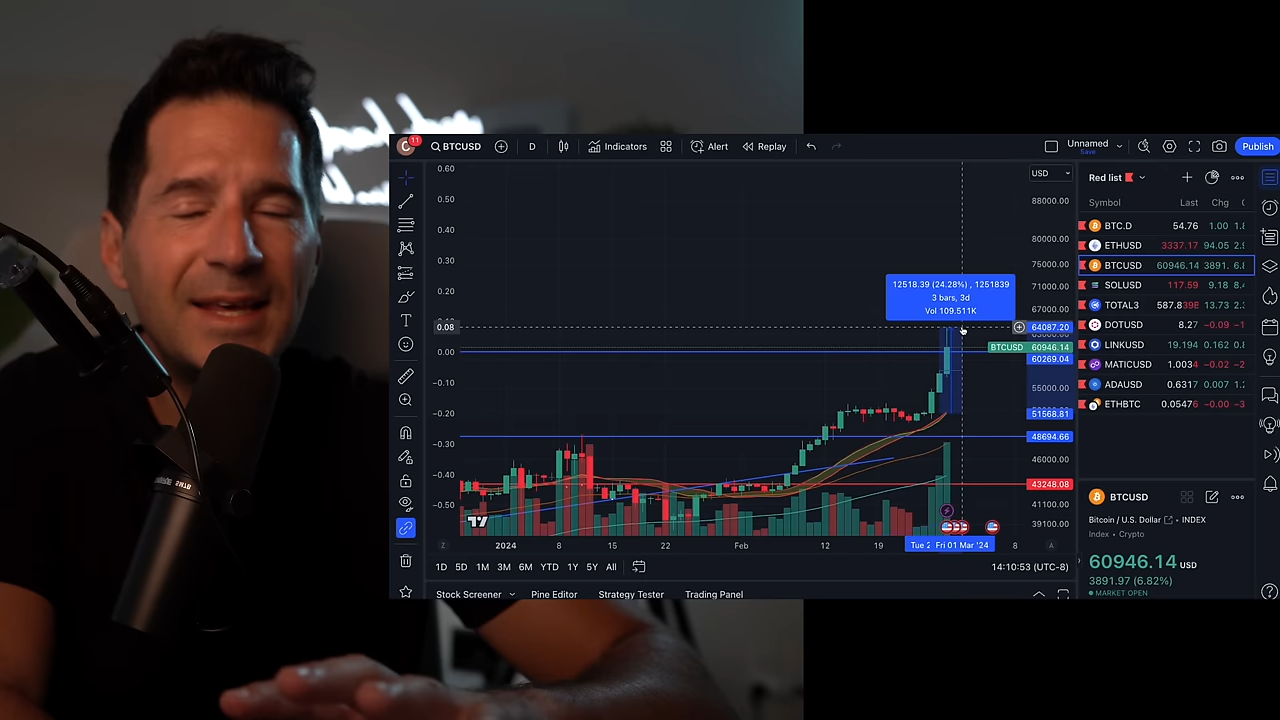 11
BTCUSD
D
Indicators
Alert
Replay
Unnamed
Save
Publish
0.60
0.50
0.40
0.30
0.20
0.08
0.00
−0.10
−0.20
−0.30
−0.40
−0.50
12518.39 (24.28%) , 1251839
3 bars, 3d
Vol 109.511K
USD
88000.00
80000.00
75000.00
71000.00
67000.00
64087.20
BTCUSD 60946.14
60269.04
55000.00
51568.81
48694.66
46000.00
43248.08
41100.00
39100.00
Z
2024
8
15
22
Feb
12
19
Tue 2
Fri 01 Mar '24
8
A
1D 5D 1M 3M 6M YTD 1Y 5Y All
14:10:53 (UTC-8)
Stock Screener
Pine Editor
Strategy Tester
Trading Panel
Red list
Symbol Last Chg
BTC.D 54.76 1.00
ETHUSD 3337.17 94.05
BTCUSD 60946.14 3891.
SOLUSD 117.59 9.18
TOTAL3 587.839E 13.73
DOTUSD 8.27 −0.09
LINKUSD 19.194 0.162
MATICUSD 1.0034 −0.02
ADAUSD 0.6317 0.007
ETHBTC 0.05476 −0.00
BTCUSD
Bitcoin / U.S. Dollar • INDEX
Index • Crypto
60946.14 USD
3891.97 (6.82%)
MARKET OPEN